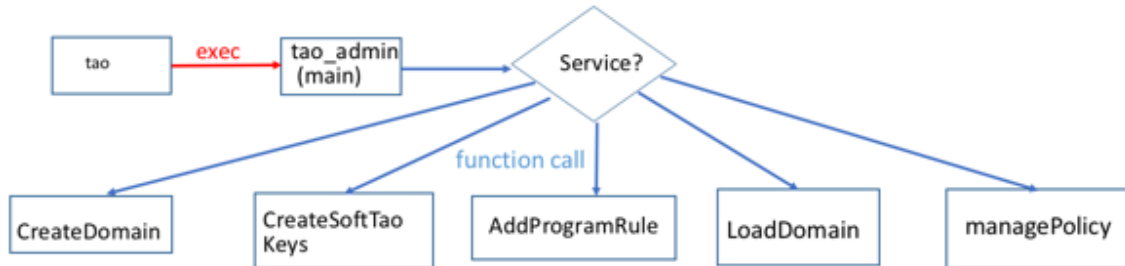 tao
exec
tao_admin
(main)
Service?
function call
CreateDomain
CreateSoftTao
Keys
AddProgramRule
LoadDomain
managePolicy